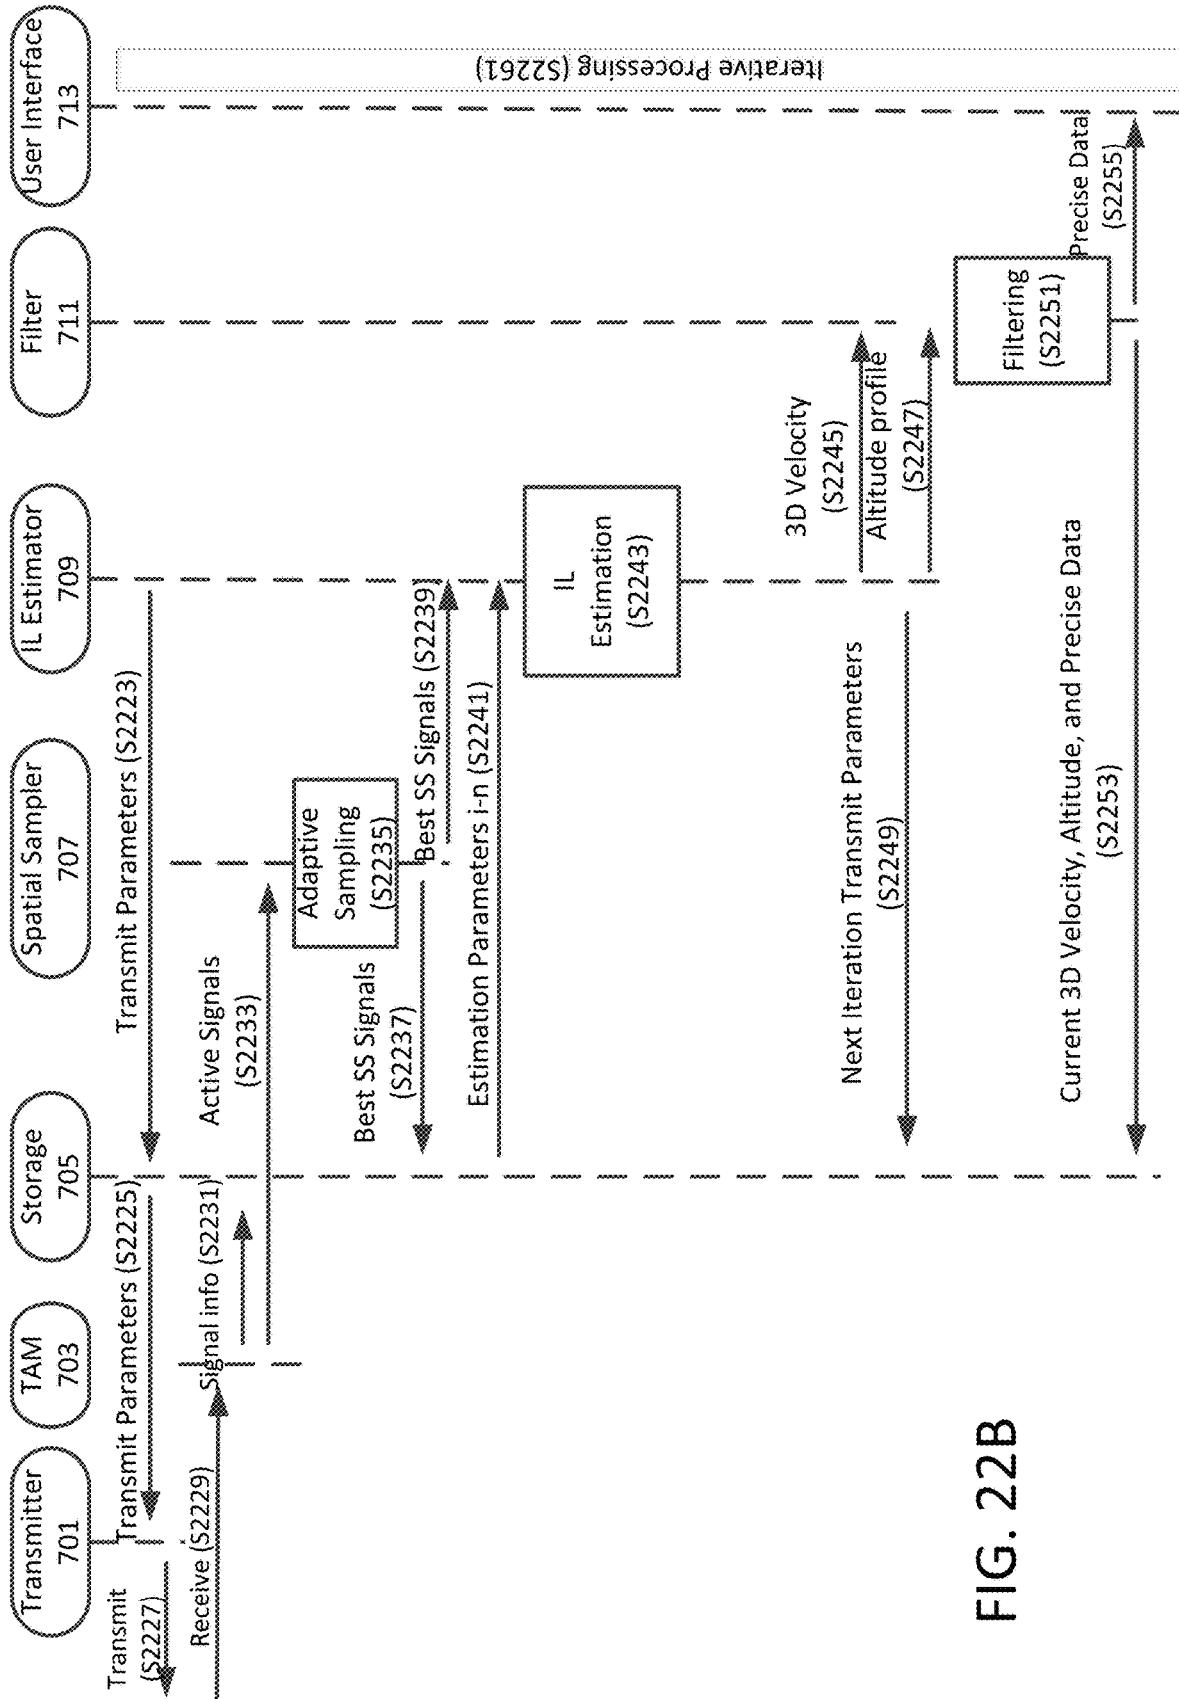 Transmitter
701
TAM
703
Storage
705
Spatial Sampler
707
IL Estimator
709
Filter
711
User Interface
713
Iterative Processing (S2261)
Transmit Parameters (S2223)
Transmit Parameters (S2225)
Transmit
(S2227)
Receive (S2229)
Signal info (S2231)
Active Signals
(S2233)
Adaptive
Sampling
(S2235)
Best SS Signals
(S2237)
Best SS Signals (S2239)
Estimation Parameters i-n (S2241)
IL
Estimation
(S2243)
3D Velocity
(S2245)
Altitude profile
(S2247)
Next Iteration Transmit Parameters
(S2249)
Filtering
(S2251)
Current 3D Velocity, Altitude, and Precise Data
(S2253)
Precise Data
(S2255)
FIG. 22B